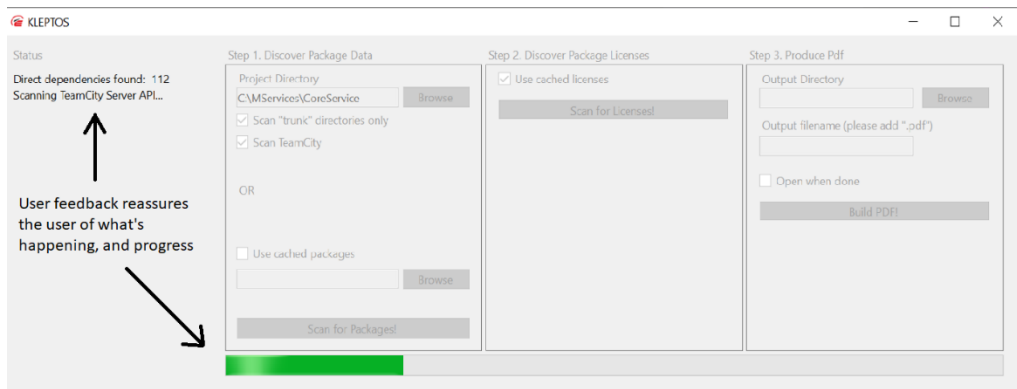 KLEPTOS
Status
Direct dependencies found: 112
Scanning TeamCity Server API...
User feedback reassures
the user of what's
happening, and progress
Step 1. Discover Package Data
Project Directory
C:\MServices\CoreService
Browse
Scan "trunk" directories only
Scan TeamCity
OR
Use cached packages
Browse
Scan for Packages!
Step 2. Discover Package Licenses
Use cached licenses
Scan for Licenses!
Step 3. Produce Pdf
Output Directory
Browse
Output filename (please add ".pdf")
Open when done
Build PDF!